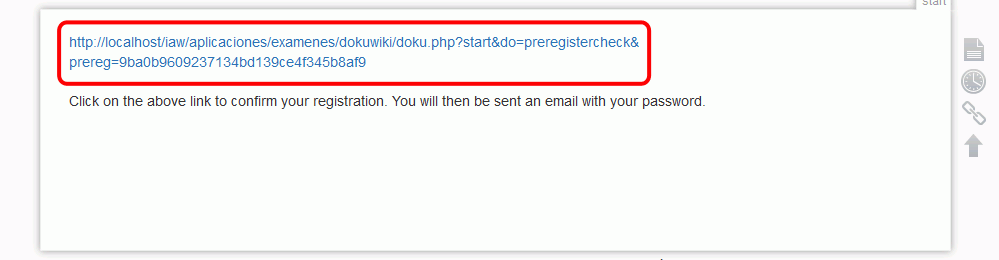 start
http://localhost/iaw/aplicaciones/examenes/dokuwiki/doku.php?start&do=preregistercheck&
prereg=9ba0b9609237134bd139ce4f345b8af9
Click on the above link to confirm your registration. You will then be sent an email with your password.